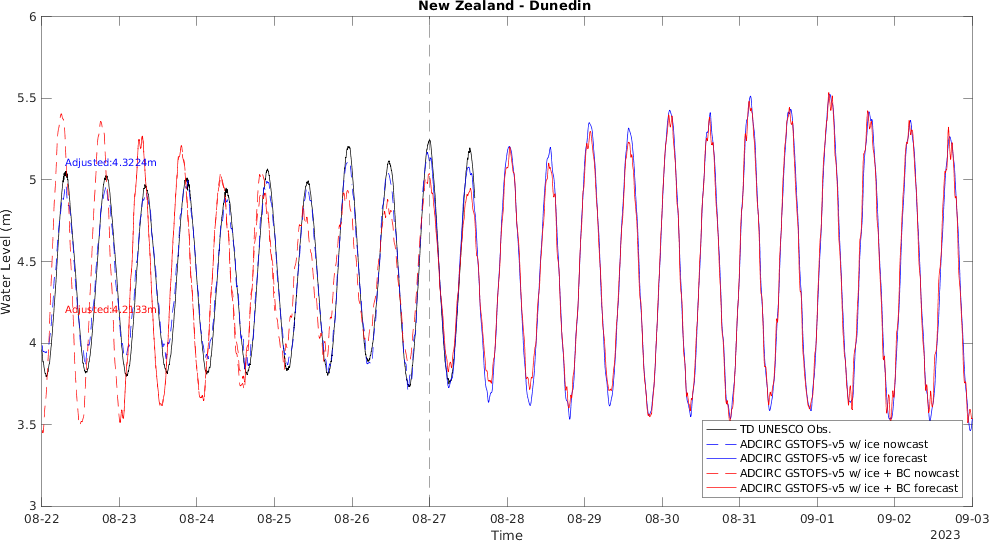 New Zealand - Dunedin
6
5.5
5
4.5
4
3.5
3
Water Level (m)
Adjusted:4.3224m
Adjusted:4.2133m
TD UNESCO Obs.
ADCIRC GSTOFS-v5 w/ ice nowcast
ADCIRC GSTOFS-v5 w/ ice forecast
ADCIRC GSTOFS-v5 w/ ice + BC nowcast
ADCIRC GSTOFS-v5 w/ ice + BC forecast
08-22 08-23 08-24 08-25 08-26 08-27 08-28 08-29 08-30 08-31 09-01 09-02 09-03
Time
2023